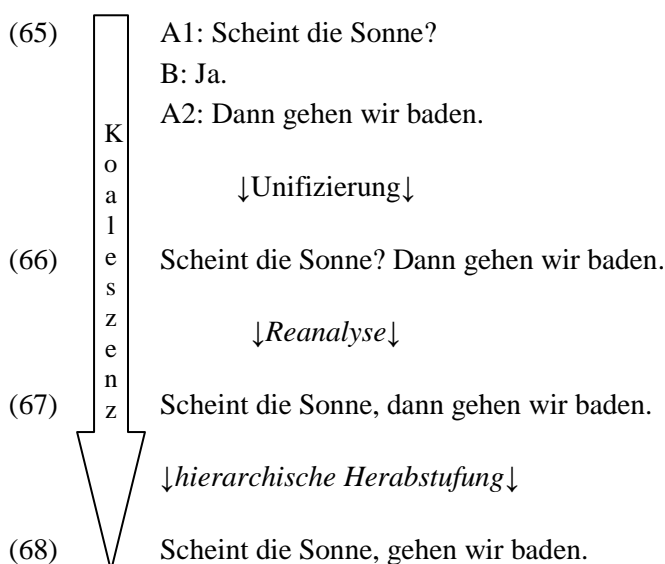 (65) A1: Scheint die Sonne?
B: Ja.
A2: Dann gehen wir baden.
Koaleszenz
↓Unifizierung↓
(66) Scheint die Sonne? Dann gehen wir baden.
↓Reanalyse↓
(67) Scheint die Sonne, dann gehen wir baden.
↓hierarchische Herabstufung↓
(68) Scheint die Sonne, gehen wir baden.